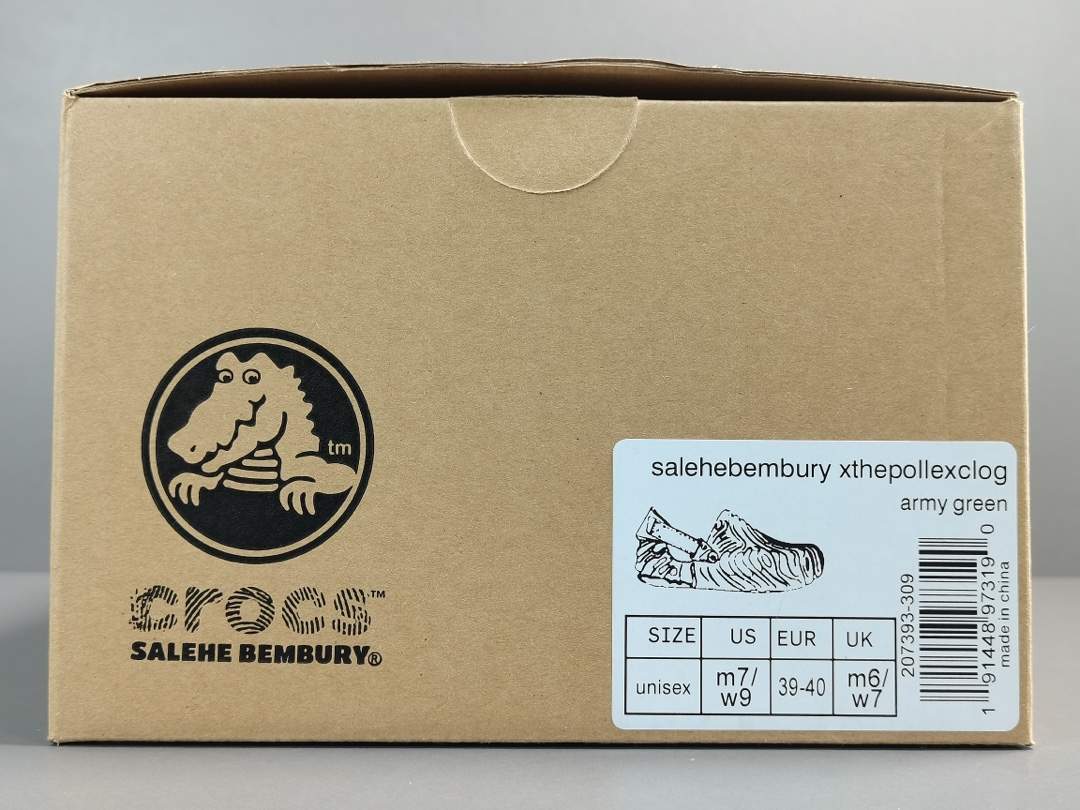 tm
crocs™
SALEHE BEMBURY®
salehebembury xthepollexclog
army green
SIZE US EUR UK
unisex m7/w9 39-40 m6/w7
207393-309
1 91448 97319 0
made in china